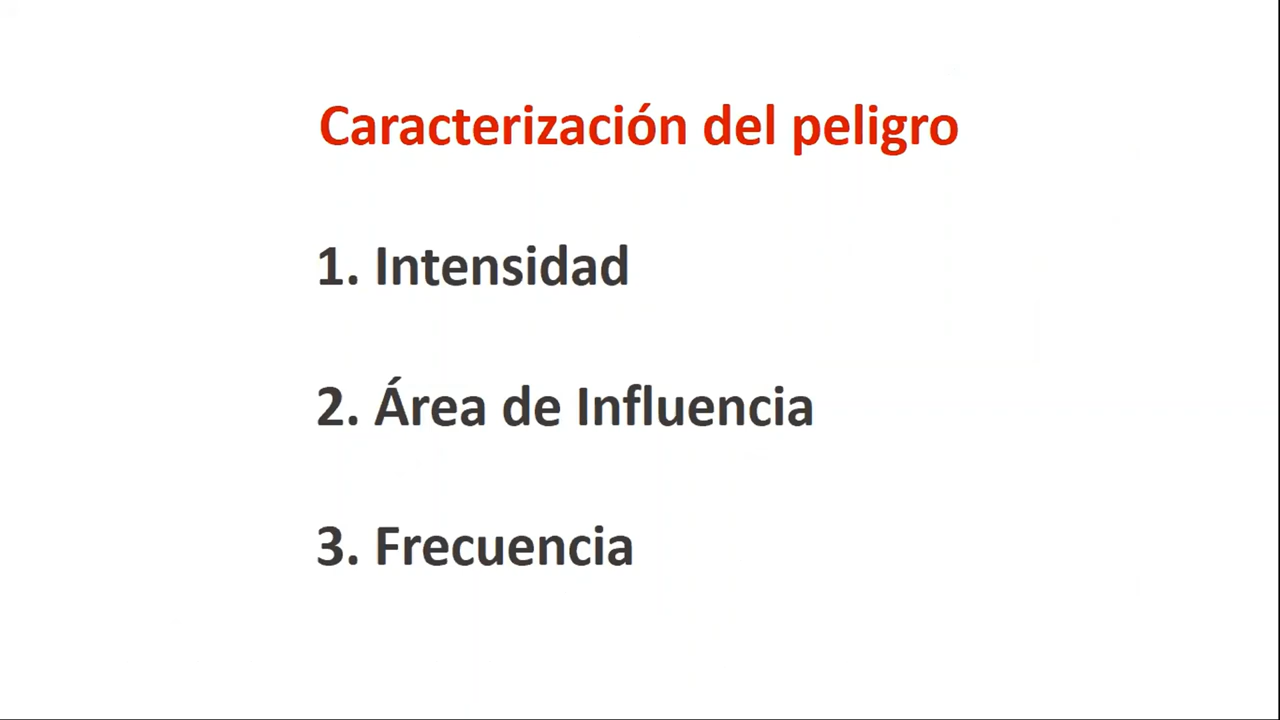 Caracterización del peligro
1. Intensidad
2. Área de Influencia
3. Frecuencia